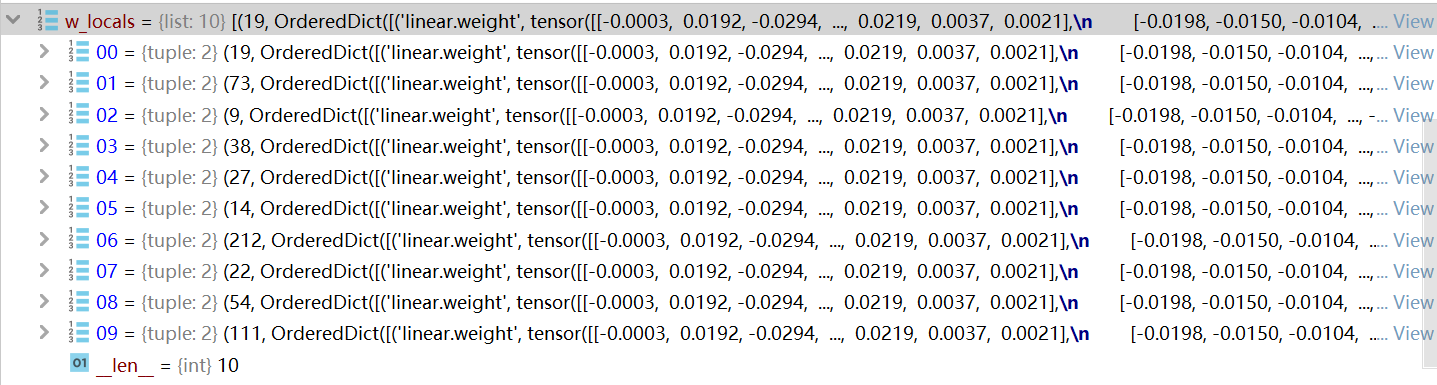 w_locals = {list: 10} [(19, OrderedDict([('linear.weight', tensor([[-0.0003, 0.0192, -0.0294, ..., 0.0219, 0.0037, 0.0021],\n [-0.0198, -0.0150, -0.0104, ... View
00 = {tuple: 2} (19, OrderedDict([('linear.weight', tensor([[-0.0003, 0.0192, -0.0294, ..., 0.0219, 0.0037, 0.0021],\n [-0.0198, -0.0150, -0.0104, ...,... View
01 = {tuple: 2} (73, OrderedDict([('linear.weight', tensor([[-0.0003, 0.0192, -0.0294, ..., 0.0219, 0.0037, 0.0021],\n [-0.0198, -0.0150, -0.0104, ...,... View
02 = {tuple: 2} (9, OrderedDict([('linear.weight', tensor([[-0.0003, 0.0192, -0.0294, ..., 0.0219, 0.0037, 0.0021],\n [-0.0198, -0.0150, -0.0104, ..., -... View
03 = {tuple: 2} (38, OrderedDict([('linear.weight', tensor([[-0.0003, 0.0192, -0.0294, ..., 0.0219, 0.0037, 0.0021],\n [-0.0198, -0.0150, -0.0104, ...,... View
04 = {tuple: 2} (27, OrderedDict([('linear.weight', tensor([[-0.0003, 0.0192, -0.0294, ..., 0.0219, 0.0037, 0.0021],\n [-0.0198, -0.0150, -0.0104, ...,... View
05 = {tuple: 2} (14, OrderedDict([('linear.weight', tensor([[-0.0003, 0.0192, -0.0294, ..., 0.0219, 0.0037, 0.0021],\n [-0.0198, -0.0150, -0.0104, ...,... View
06 = {tuple: 2} (212, OrderedDict([('linear.weight', tensor([[-0.0003, 0.0192, -0.0294, ..., 0.0219, 0.0037, 0.0021],\n [-0.0198, -0.0150, -0.0104, ... View
07 = {tuple: 2} (22, OrderedDict([('linear.weight', tensor([[-0.0003, 0.0192, -0.0294, ..., 0.0219, 0.0037, 0.0021],\n [-0.0198, -0.0150, -0.0104, ...,... View
08 = {tuple: 2} (54, OrderedDict([('linear.weight', tensor([[-0.0003, 0.0192, -0.0294, ..., 0.0219, 0.0037, 0.0021],\n [-0.0198, -0.0150, -0.0104, ...,... View
09 = {tuple: 2} (111, OrderedDict([('linear.weight', tensor([[-0.0003, 0.0192, -0.0294, ..., 0.0219, 0.0037, 0.0021],\n [-0.0198, -0.0150, -0.0104, ... View
01 __len__ = {int} 10